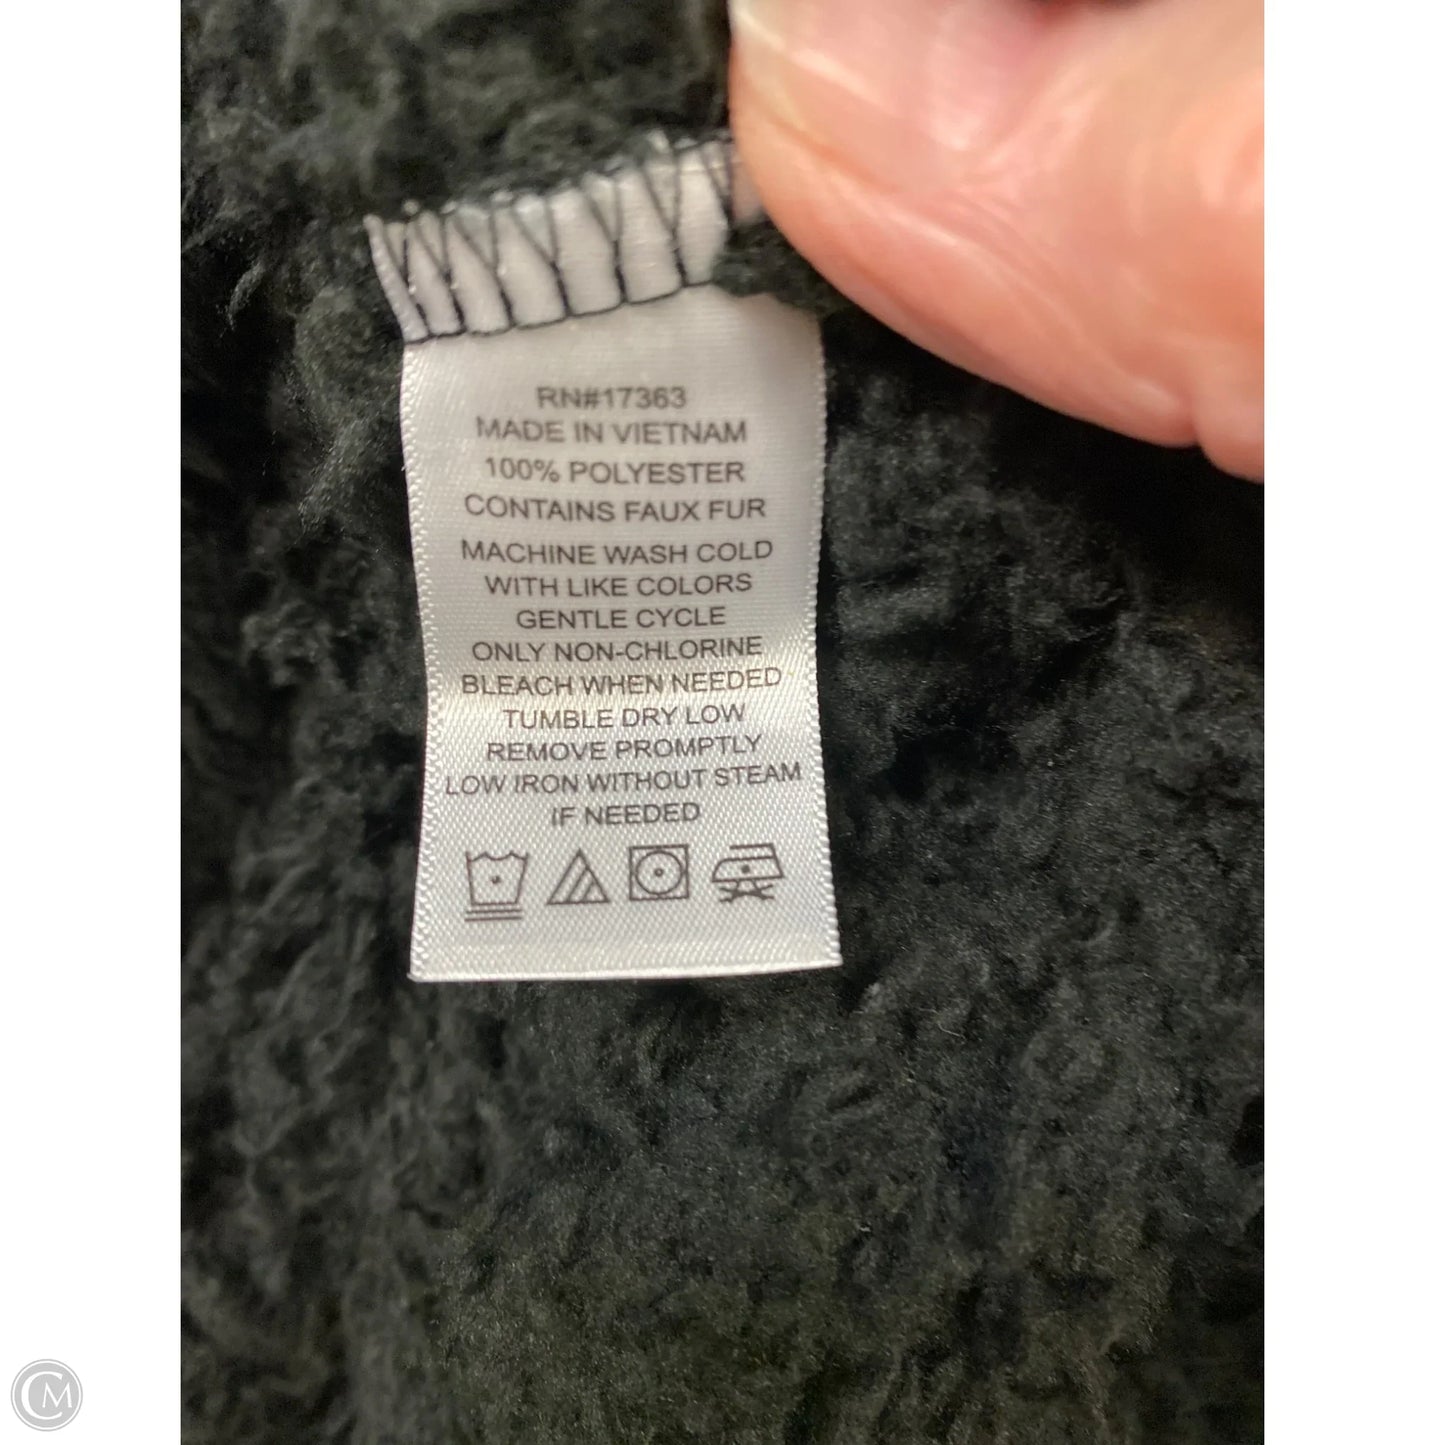 RN#17363
MADE IN VIETNAM
100% POLYESTER
CONTAINS FAUX FUR
MACHINE WASH COLD
WITH LIKE COLORS
GENTLE CYCLE
ONLY NON-CHLORINE
BLEACH WHEN NEEDED
TUMBLE DRY LOW
REMOVE PROMPTLY
LOW IRON WITHOUT STEAM
IF NEEDED
CM